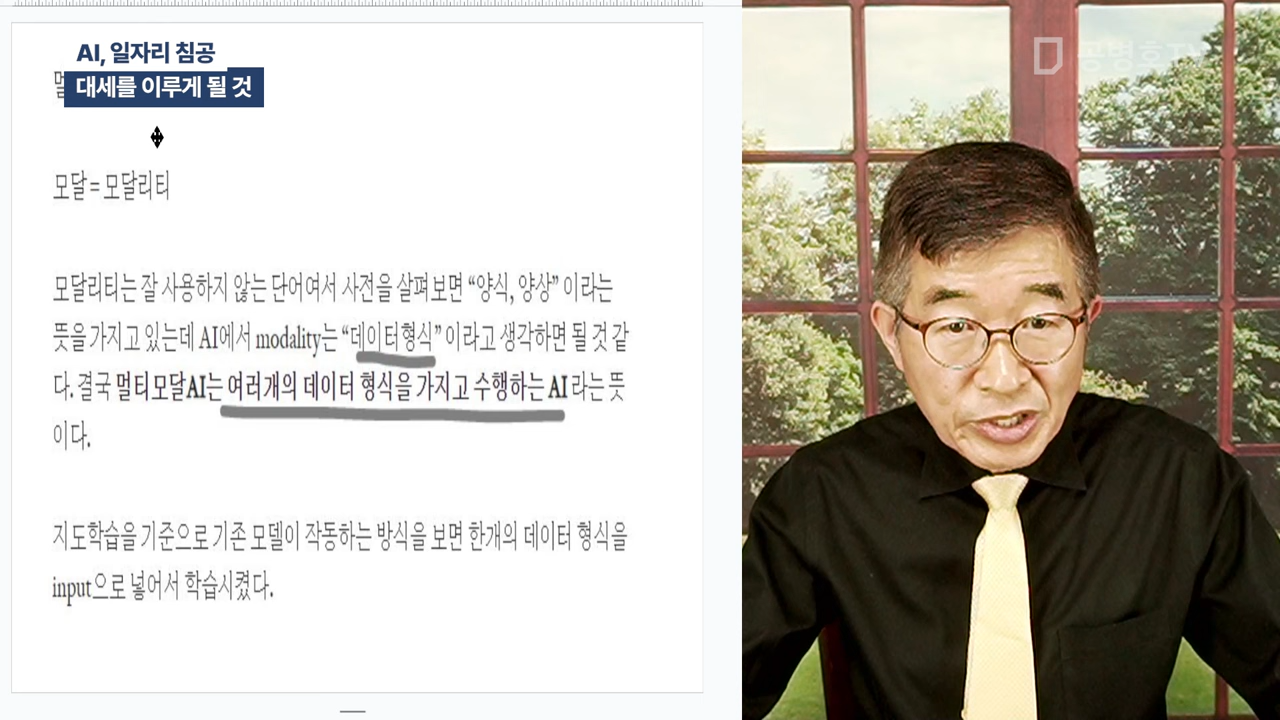 AI, 일자리 침공
대세를 이루게 될 것
모달 = 모달리티
모달리티는 잘 사용하지 않는 단어여서 사전을 살펴보면 “양식, 양상” 이라는
뜻을 가지고 있는데 AI에서 modality는 “데이터 형식” 이라고 생각하면 될 것 같
다. 결국 멀티모달AI는 여러개의 데이터 형식을 가지고 수행하는 AI 라는 뜻
이다.
지도학습을 기준으로 기존 모델이 작동하는 방식을 보면 한개의 데이터 형식을
input으로 넣어서 학습시켰다.
공병호TV